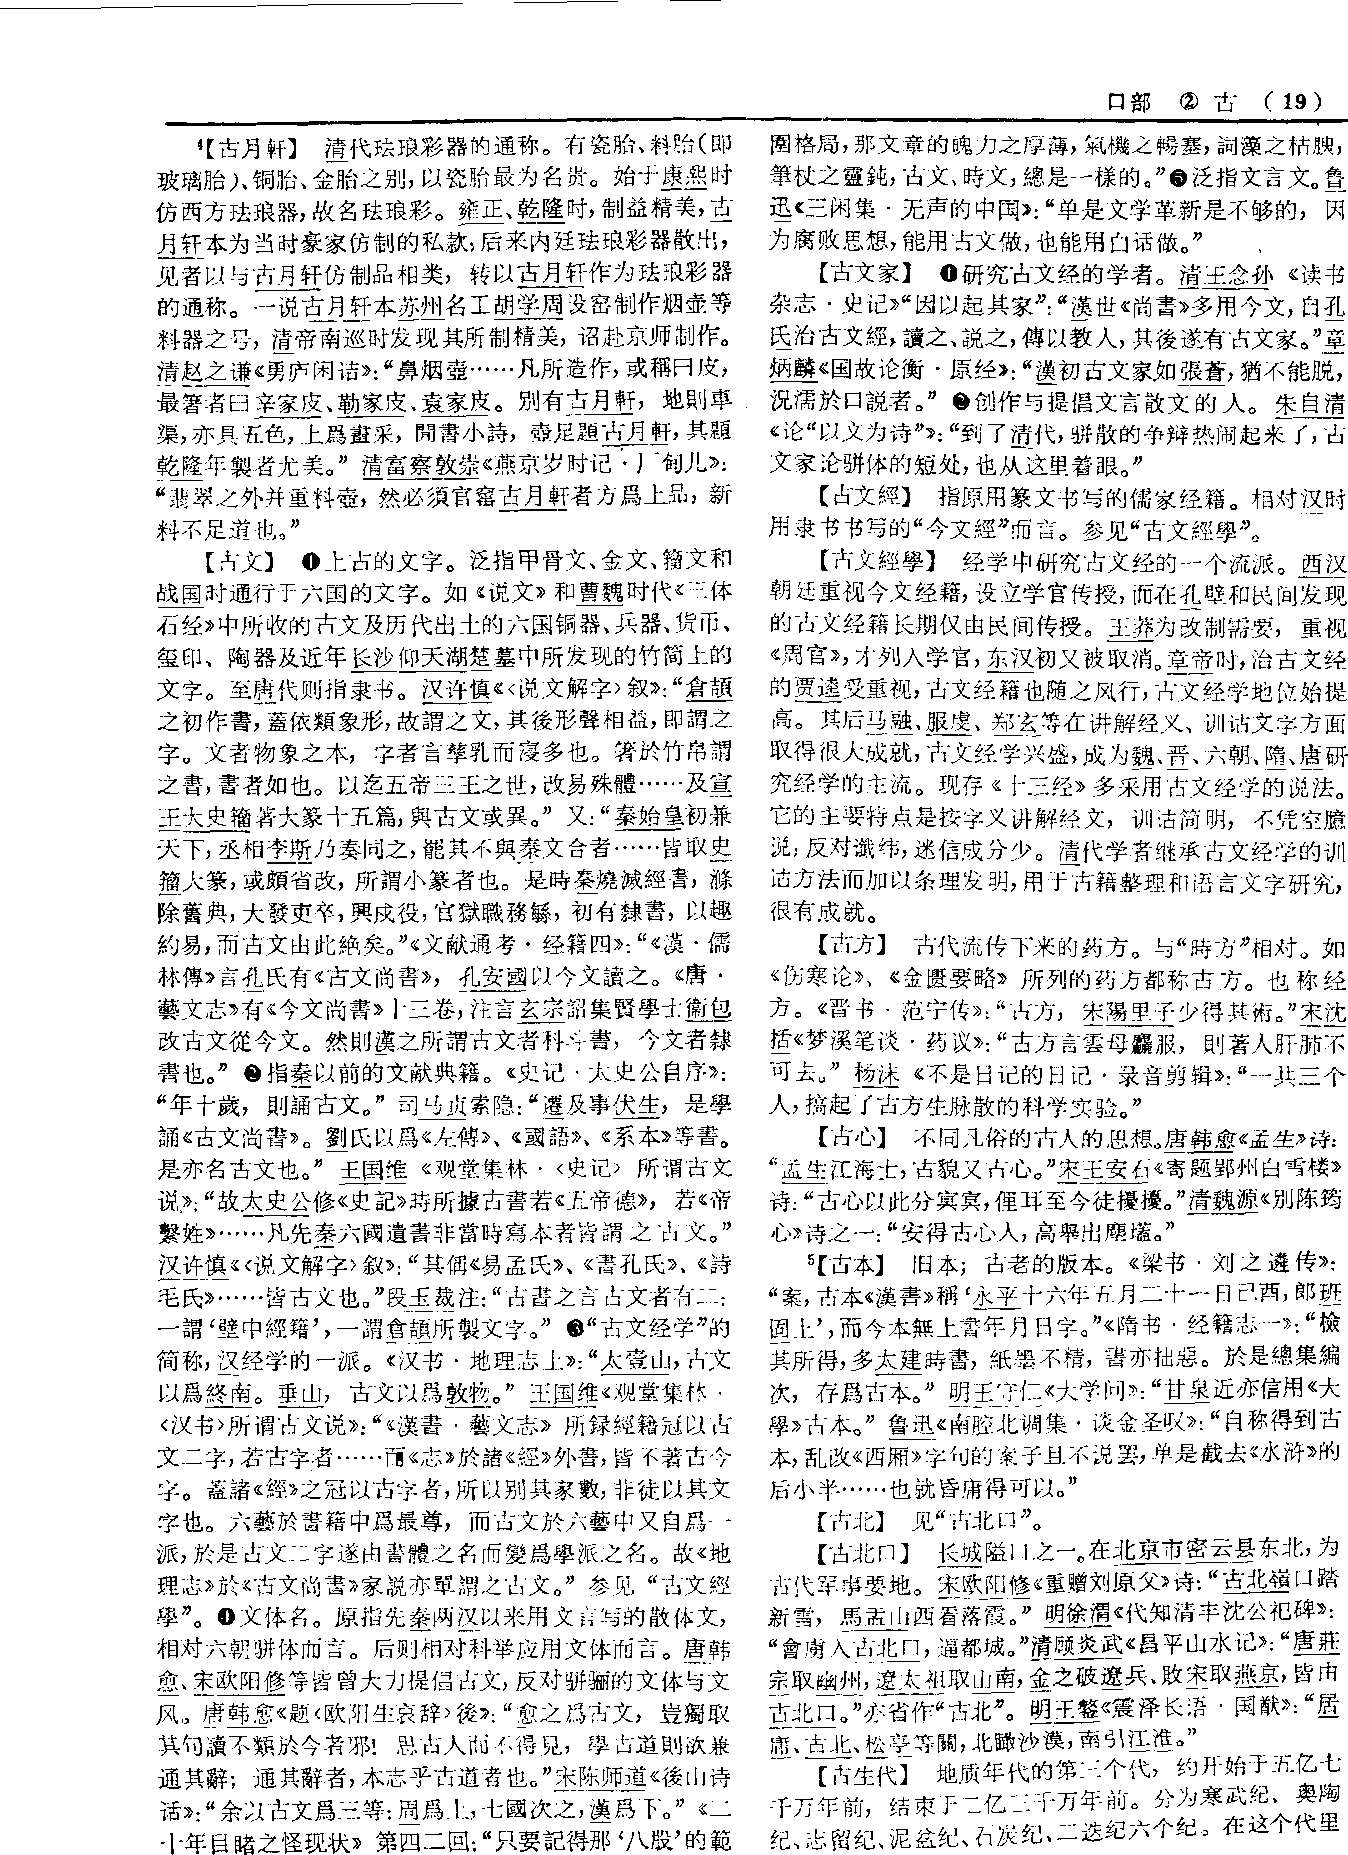 口部 ② 古 （19）
⁴【古月軒】 清代珐琅彩器的通称。有瓷胎、料胎（即
玻璃胎）、铜胎、金胎之别，以瓷胎最为名贵。始于康熙时
仿西方珐琅器，故名珐琅彩。雍正、乾隆时，制益精美，古
月轩本为当时豪家仿制的私款；后来内廷珐琅彩器散出，
见者以与古月轩仿制品相类，转以古月轩作为珐琅彩器
的通称。一说古月轩本苏州名工胡学周设窑制作烟壶等
料器之号，清帝南巡时发现其所制精美，诏赴京师制作。
清赵之谦《勇庐闲诘》：“鼻烟壺……凡所造作，或稱曰皮，
最箸者曰辛家皮、勒家皮、袁家皮。别有古月軒，地則車
渠，亦具五色，上爲畫采，間書小詩，壺足題古月軒，其題
乾隆年製者尤美。”清富察敦崇《燕京岁时记·厂甸儿》：
“翡翠之外并重料壺，然必須官窰古月軒者方爲上品，新
料不足道也。”
【古文】 ❶上古的文字。泛指甲骨文、金文、籀文和
战国时通行于六国的文字。如《说文》和曹魏时代《三体
石经》中所收的古文及历代出土的六国铜器、兵器、货币、
玺印、陶器及近年长沙仰天湖楚墓中所发现的竹简上的
文字。至唐代则指隶书。汉许慎《〈说文解字〉叙》：“倉頡
之初作書，蓋依類象形，故謂之文，其後形聲相益，即謂之
字。文者物象之本，字者言孳乳而寖多也。箸於竹帛謂
之書，書者如也。以迄五帝三王之世，改易殊體……及宣
王大史籀著大篆十五篇，與古文或異。”又：“秦始皇初兼
天下，丞相李斯乃奏同之，罷其不與秦文合者……皆取史
籀大篆，或頗省改，所謂小篆者也。是時秦燒滅經書，滌
除舊典，大發吏卒，興戍役，官獄職務緐，初有隸書，以趣
約易，而古文由此絶矣。”《文献通考·经籍四》：“《漢·儒
林傳》言孔氏有《古文尚書》，孔安國以今文讀之。《唐·
藝文志》有《今文尚書》十三卷，注言玄宗詔集賢學士衛包
改古文從今文。然則漢之所謂古文者科斗書，今文者隸
書也。”❷指秦以前的文献典籍。《史记·太史公自序》：
“年十歲，則誦古文。”司马贞索隐：“遷及事伏生，是學
誦《古文尚書》。劉氏以爲《左傳》、《國語》、《系本》等書。
是亦名古文也。”王国维《观堂集林·〈史记〉所谓古文
说》：“故太史公修《史記》時所據古書若《五帝德》，若《帝
繫姓》……凡先秦六國遺書非當時寫本者皆謂之古文。”
汉许慎《〈说文解字〉叙》：“其偁《易孟氏》、《書孔氏》、《詩
毛氏》……皆古文也。”段玉裁注：“古書之言古文者有二：
一謂‘壁中經籍’，一謂倉頡所製文字。”❸“古文经学”的
简称，汉经学的一派。《汉书·地理志上》：“太壹山，古文
以爲終南。垂山，古文以爲敦物。”王国维《观堂集林·
〈汉书〉所谓古文说》：“《漢書·藝文志》所録經籍冠以古
文二字，若古字者……而《志》於諸《經》外書，皆不著古今
字。蓋諸《經》之冠以古字者，所以别其家數，非徒以其文
字也。六藝於書籍中爲最尊，而古文於六藝中又自爲一
派，於是古文二字遂由書體之名而變爲學派之名。故《地
理志》於《古文尚書》家説亦單謂之古文。”参见“古文經
學”。❹文体名。原指先秦两汉以来用文言写的散体文，
相对六朝骈体而言。后则相对科举应用文体而言。唐韩
愈、宋欧阳修等皆曾大力提倡古文，反对骈骊的文体与文
风。唐韩愈《题〈欧阳生哀辞〉後》：“愈之爲古文，豈獨取
其句讀不類於今者邪！思古人而不得見，學古道則欲兼
通其辭；通其辭者，本志乎古道者也。”宋陈师道《後山诗
话》：“余以古文爲三等：周爲上，七國次之，漢爲下。”《二
十年目睹之怪现状》第四二回：“只要記得那‘八股’的範
圍格局，那文章的魄力之厚薄，氣機之暢塞，詞藻之枯腴，
筆杖之靈鈍，古文、時文，總是一樣的。”❺泛指文言文。鲁
迅《三闲集·无声的中国》：“单是文学革新是不够的，因
为腐败思想，能用古文做，也能用白话做。”
【古文家】 ❶研究古文经的学者。清王念孙《读书
杂志·史记》“因以起其家”：“漢世《尚書》多用今文，自孔
氏治古文經，讀之、説之，傳以教人，其後遂有古文家。”章
炳麟《国故论衡·原经》：“漢初古文家如張蒼，猶不能脱，
況濡於口説者。”❷创作与提倡文言散文的人。朱自清
《论“以文为诗”》：“到了清代，骈散的争辩热闹起来了，古
文家论骈体的短处，也从这里着眼。”
【古文經】 指原用篆文书写的儒家经籍。相对汉时
用隶书书写的“今文經”而言。参见“古文經學”。
【古文經學】 经学中研究古文经的一个流派。西汉
朝廷重视今文经籍，设立学官传授，而在孔壁和民间发现
的古文经籍长期仅由民间传授。王莽为改制需要，重视
《周官》，才列入学官，东汉初又被取消。章帝时，治古文经
的贾逵受重视，古文经籍也随之风行，古文经学地位始提
高。其后马融、服虔、郑玄等在讲解经义、训诂文字方面
取得很大成就，古文经学兴盛，成为魏、晋、六朝、隋、唐研
究经学的主流。现存《十三经》多采用古文经学的说法。
它的主要特点是按字义讲解经文，训诂简明，不凭空臆
说，反对谶纬，迷信成分少。清代学者继承古文经学的训
诂方法而加以条理发明，用于古籍整理和语言文字研究，
很有成就。
【古方】 古代流传下来的药方。与“時方”相对。如
《伤寒论》、《金匮要略》所列的药方都称古方。也称经
方。《晋书·范宁传》：“古方，宋陽里子少得其術。”宋沈
括《梦溪笔谈·药议》：“古方言雲母麤服，則著人肝肺不
可去。”杨沫《不是日记的日记·录音剪辑》：“一共三个
人，搞起了古方生脉散的科学实验。”
【古心】 不同凡俗的古人的思想。唐韩愈《孟生》诗：
“孟生江海士，古貌又古心。”宋王安石《寄题郢州白雪楼》
诗：“古心以此分冥冥，俚耳至今徒擾擾。”清魏源《别陈筠
心》诗之一：“安得古心人，高舉出塵壒。”
⁵【古本】 旧本；古老的版本。《梁书·刘之遴传》：
“案，古本《漢書》稱‘永平十六年五月二十一日己酉，郎班
固上’，而今本無上書年月日字。”《隋书·经籍志一》：“檢
其所得，多太建時書，紙墨不精，書亦拙惡。於是總集編
次，存爲古本。”明王守仁《大学问》：“甘泉近亦信用《大
學》古本。”鲁迅《南腔北调集·谈金圣叹》：“自称得到古
本，乱改《西厢》字句的案子且不说罢，单是截去《水浒》的
后小半……也就昏庸得可以。”
【古北】 见“古北口”。
【古北口】 长城隘口之一。在北京市密云县东北，为
古代军事要地。宋欧阳修《重赠刘原父》诗：“古北嶺口踏
新雪，馬盂山西看落霞。”明徐渭《代知清丰沈公祀碑》：
“會虜入古北口，逼都城。”清顾炎武《昌平山水记》：“唐莊
宗取幽州，遼太祖取山南，金之破遼兵、敗宋取燕京，皆由
古北口。”亦省作“古北”。明王鏊《震泽长语·国猷》：“居
庸、古北、松亭等關，北瞰沙漠，南引江淮。”
【古生代】 地质年代的第三个代，约开始于五亿七
千万年前，结束于二亿三千万年前。分为寒武纪、奥陶
纪、志留纪、泥盆纪、石炭纪、二迭纪六个纪。在这个代里